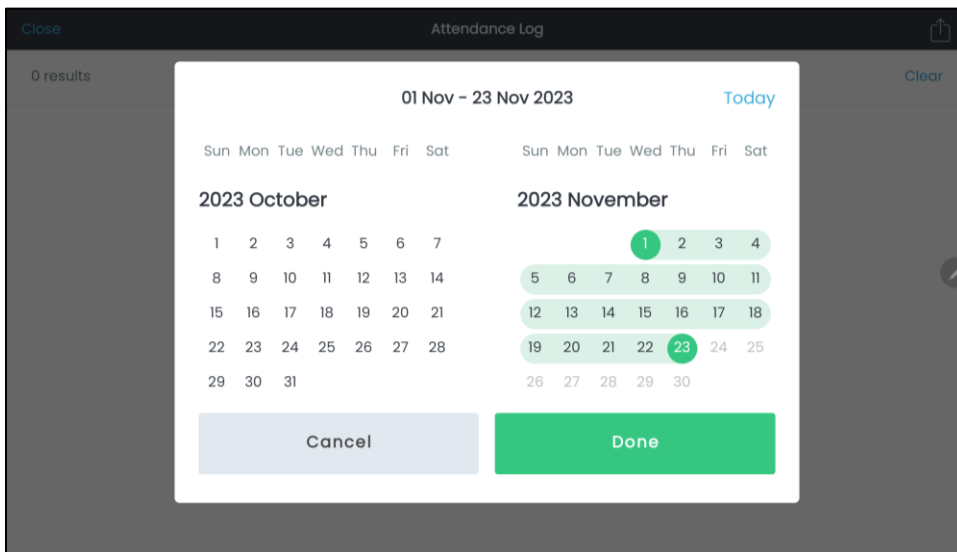 Close Attendance Log
0 results Clear
01 Nov - 23 Nov 2023 Today
Sun Mon Tue Wed Thu Fri Sat
2023 October
1 2 3 4 5 6 7
8 9 10 11 12 13 14
15 16 17 18 19 20 21
22 23 24 25 26 27 28
29 30 31
Sun Mon Tue Wed Thu Fri Sat
2023 November
1 2 3 4
5 6 7 8 9 10 11
12 13 14 15 16 17 18
19 20 21 22 23 24 25
26 27 28 29 30
Cancel Done